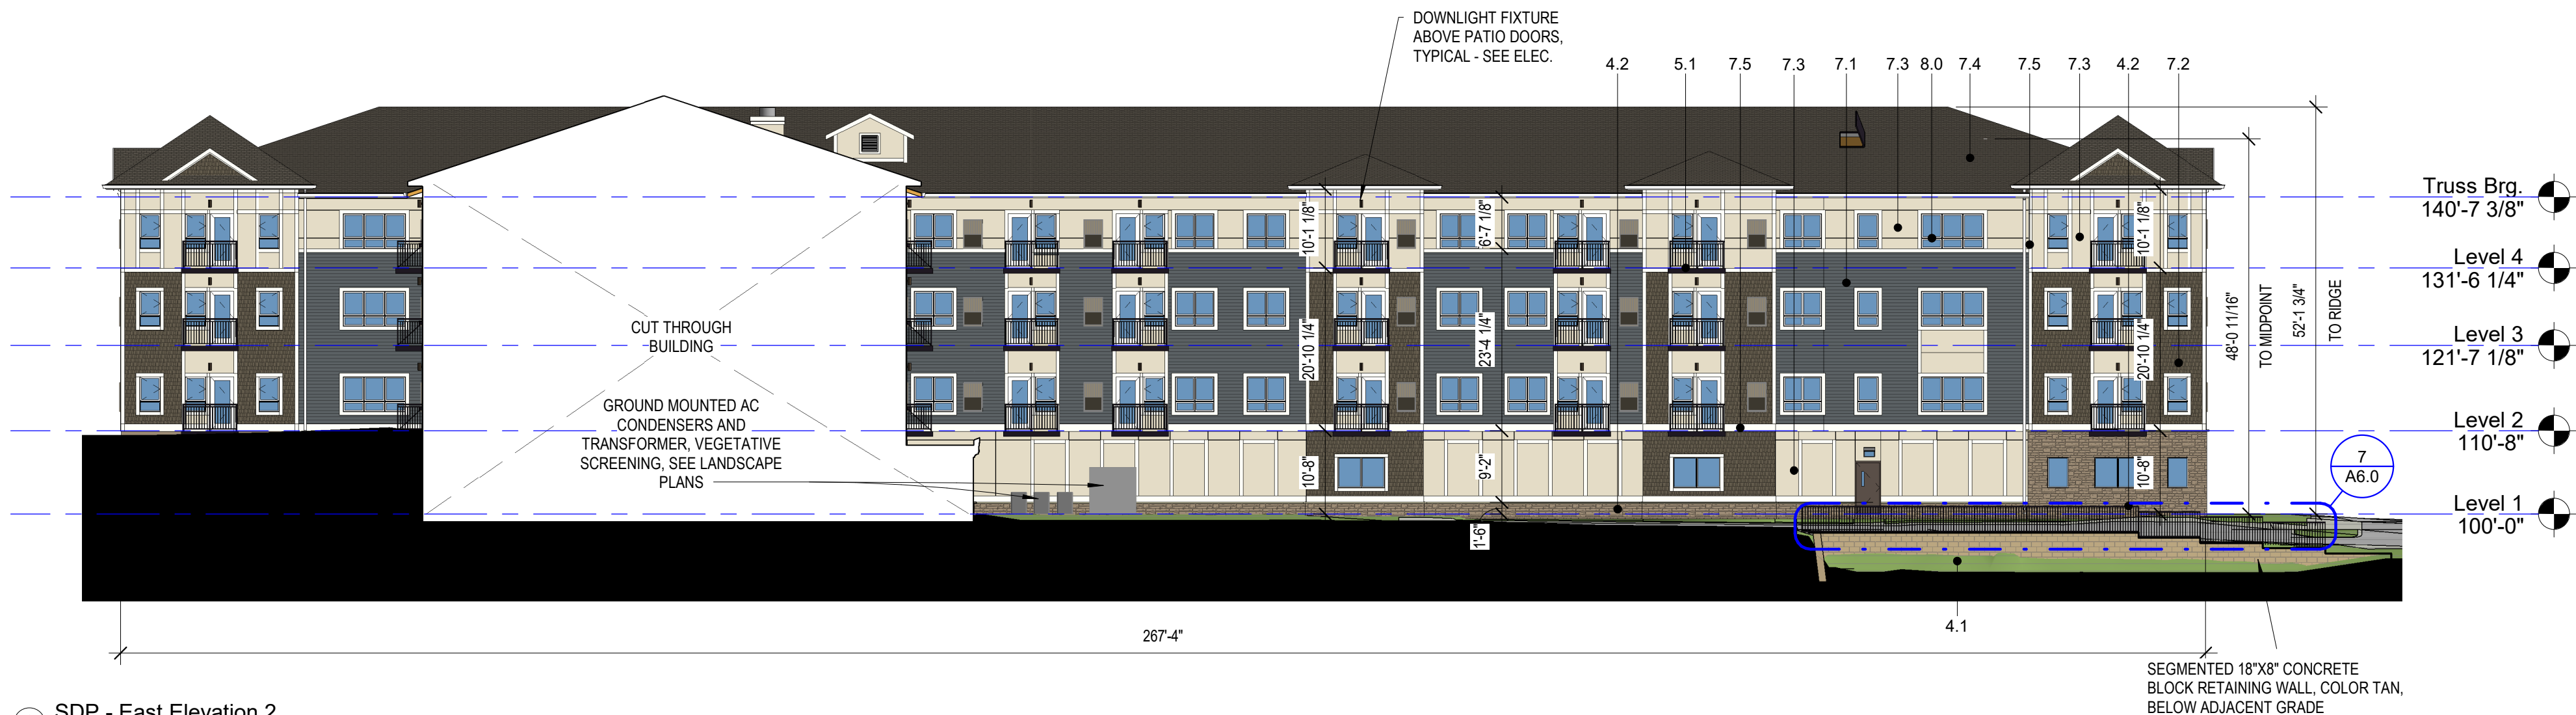 DOWNLIGHT FIXTURE
ABOVE PATIO DOORS,
TYPICAL - SEE ELEC.
4.2
5.1
7.5
7.3
7.1
7.3
8.0
7.4
7.5
7.3
4.2
7.2
Truss Brg.
140'-7 3/8"
Level 4
131'-6 1/4"
Level 3
121'-7 1/8"
Level 2
110'-8"
Level 1
100'-0"
10'-1 1/8"
6'-7 1/8"
10'-1 1/8"
20'-10 1/4"
23'-4 1/4"
20'-10 1/4"
10'-8"
9'-2"
10'-8"
1'-6"
48'-0 11/16"
TO MIDPOINT
52'-1 3/4"
TO RIDGE
CUT THROUGH
BUILDING
GROUND MOUNTED AC
CONDENSERS AND
TRANSFORMER, VEGETATIVE
SCREENING, SEE LANDSCAPE
PLANS
7
A6.0
4.1
267'-4"
SEGMENTED 18"X8" CONCRETE
BLOCK RETAINING WALL, COLOR TAN,
BELOW ADJACENT GRADE
SDP - East Elevation 2